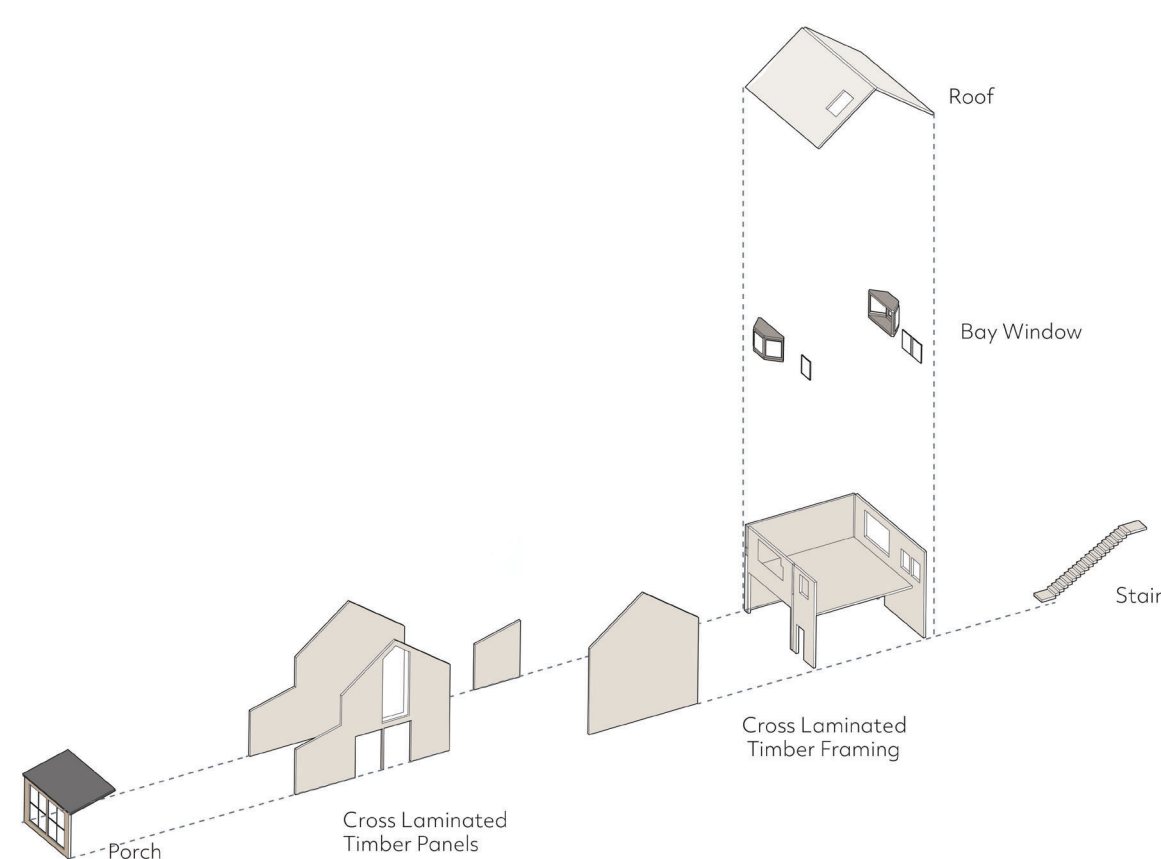 Roof
Bay Window
Stair
Cross Laminated
Timber Framing
Cross Laminated
Timber Panels
Porch